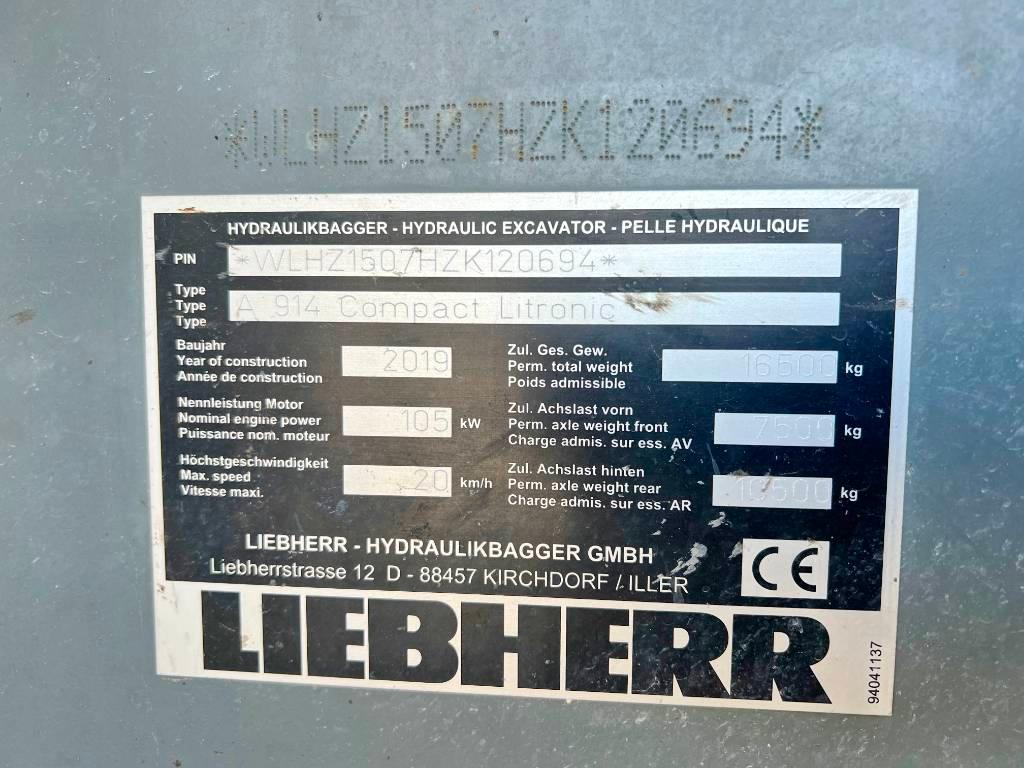 *WLHZ1507HZK120694*
HYDRAULIKBAGGER - HYDRAULIC EXCAVATOR - PELLE HYDRAULIQUE
PIN *WLHZ1507HZK120694*
Type
Type A 914 Compact Litronic
Type
Baujahr
Year of construction 2019
Année de construction
Zul. Ges. Gew.
Perm. total weight 16500 kg
Poids admissible
Nennleistung Motor
Nominal engine power 105 kW
Puissance nom. moteur
Zul. Achslast vorn
Perm. axle weight front 7500 kg
Charge admis. sur ess. AV
Höchstgeschwindigkeit
Max. speed 20 km/h
Vitesse maxi.
Zul. Achslast hinten
Perm. axle weight rear 10500 kg
Charge admis. sur ess. AR
LIEBHERR - HYDRAULIKBAGGER GMBH
Liebherrstrasse 12 D - 88457 KIRCHDORF / ILLER
CE
LIEBHERR
94041137